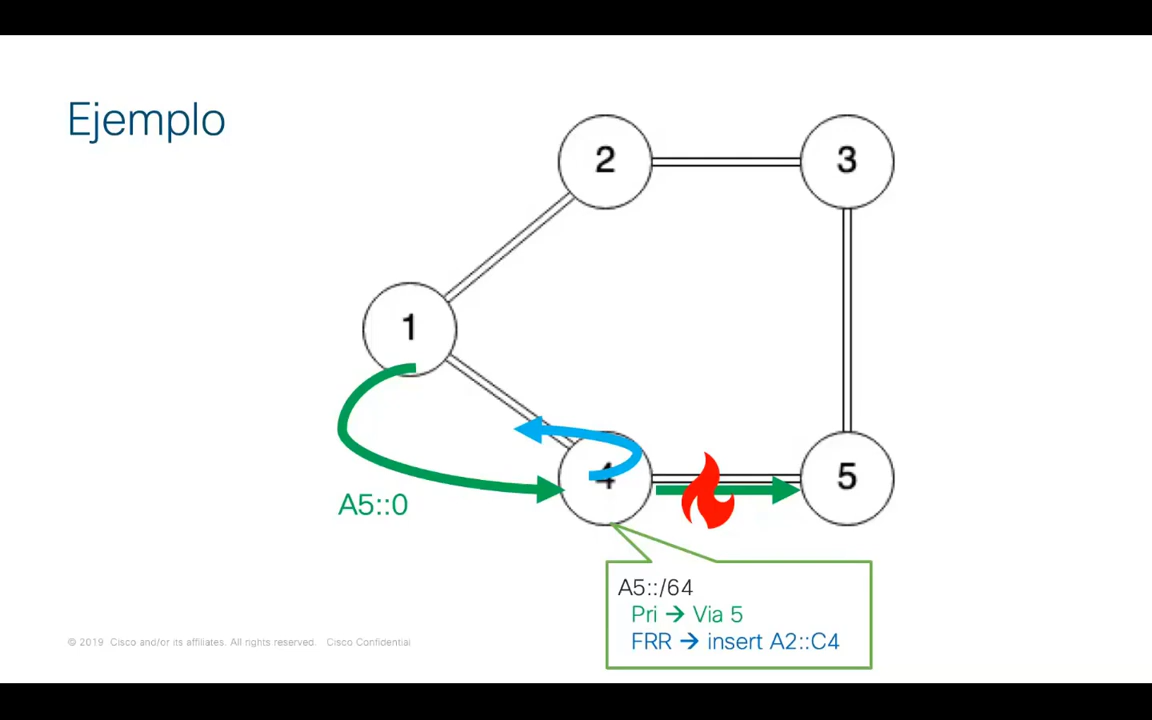 Ejemplo
2
3
1
4
5
A5::0
A5::/64
Pri → Via 5
FRR → insert A2::C4
© 2019 Cisco and/or its affiliates. All rights reserved. Cisco Confidential